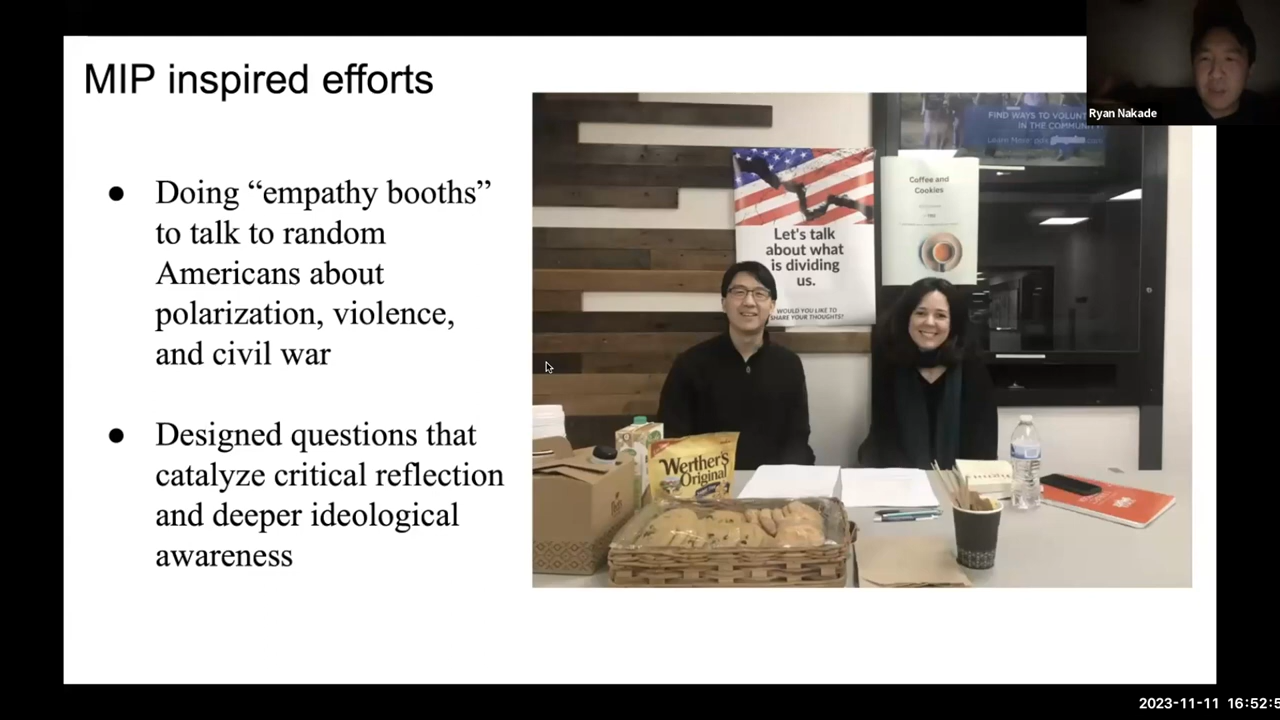 MIP inspired efforts
Ryan Nakade
● Doing “empathy booths”
to talk to random
Americans about
polarization, violence,
and civil war
● Designed questions that
catalyze critical reflection
and deeper ideological
awareness
FIND WAYS TO VOLUNT
IN THE COMMUNITY
Learn More:
Let's talk
about what
is dividing
us.
WOULD YOU LIKE TO
SHARE YOUR THOUGHTS?
Coffee and
Cookies
Werther's
Original
2023-11-11 16:52:5